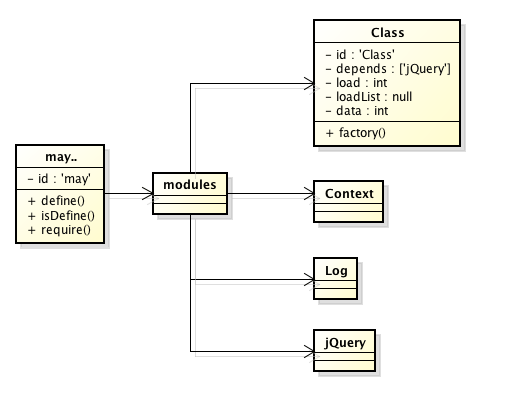 Class
- id : 'Class'
- depends : ['jQuery']
- load : int
- loadList : null
- data : int
+ factory()
may..
- id : 'may'
+ define()
+ isDefine()
+ require()
modules
Context
Log
jQuery